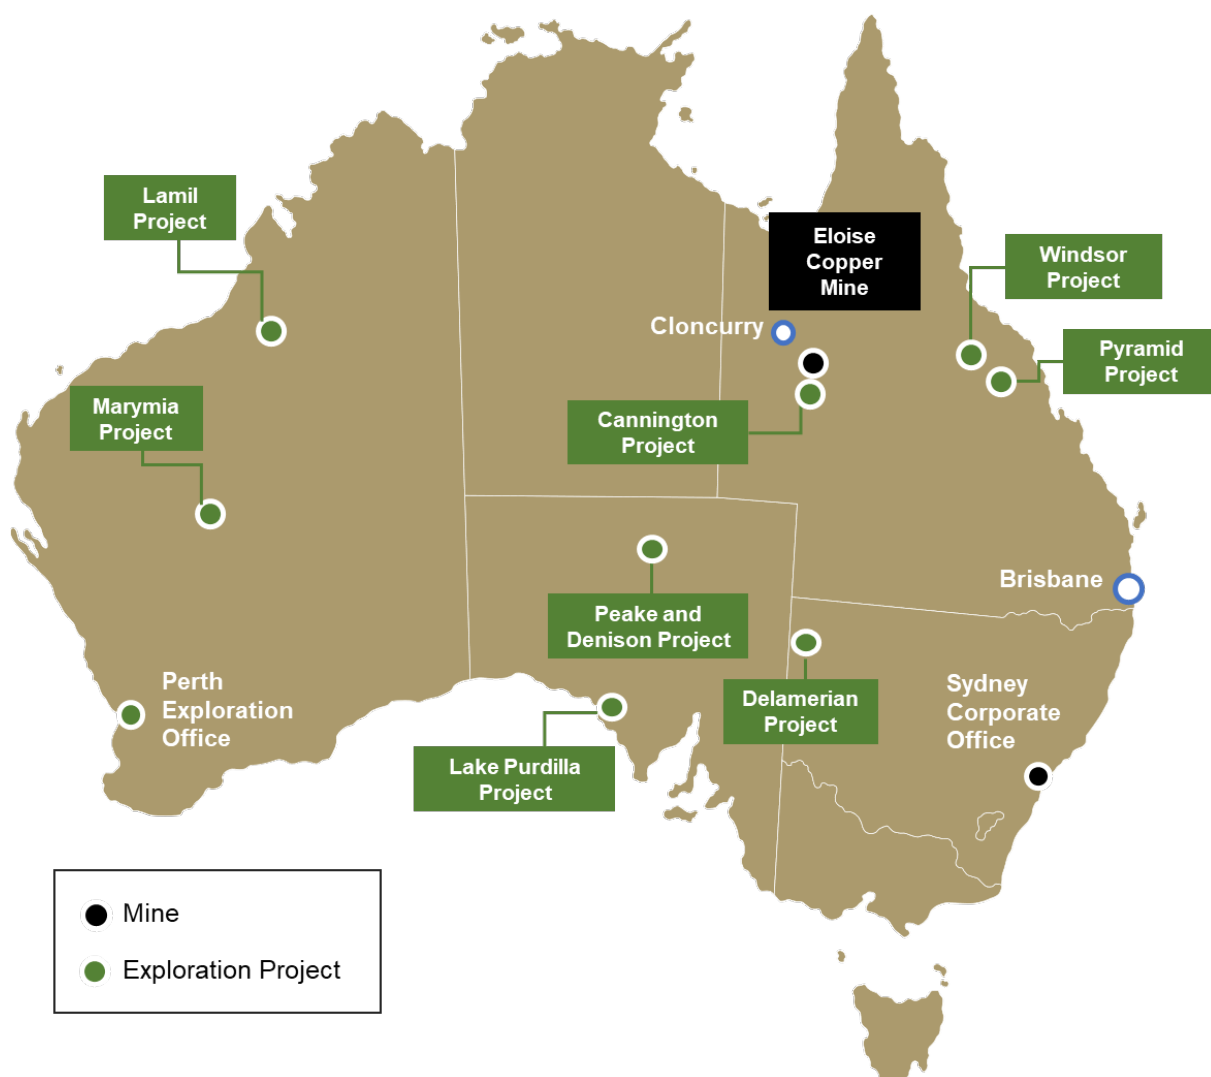 Lamil
Project
Eloise
Copper
Mine
Windsor
Project
Cloncurry
Pyramid
Project
Marymia
Project
Cannington
Project
Brisbane
Peake and
Denison Project
Perth
Exploration
Office
Delamerian
Project
Sydney
Corporate
Office
Lake Purdilla
Project
Mine
Exploration Project